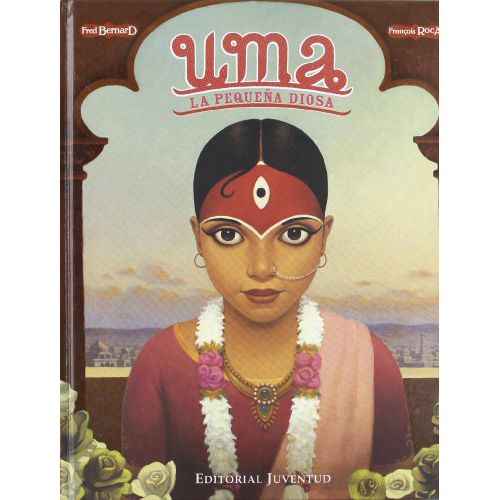 Fred BernarD
François RocA
uma
LA PEQUEÑA DIOSA
EDITORIAL JUVENTUD